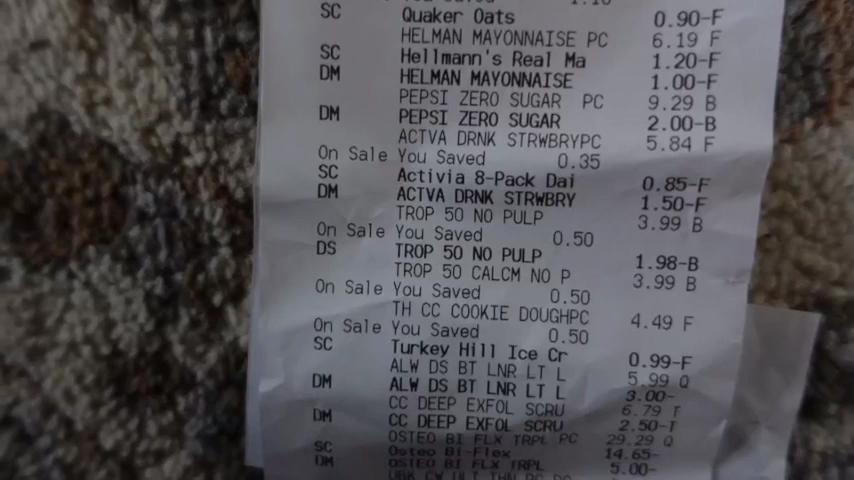 You Saved 1.10
SC Quaker Oats 0.90-F
HELMAN MAYONNAISE PC 6.19 F
SC Hellmann's Real Ma 1.20-F
DM HELMAN MAYONNAISE 1.00-F
PEPSI ZERO SUGAR PC 9.29 B
DM PEPSI ZERO SUGAR 2.00-B
ACTVA DRNK STRWBRYPC 5.84 F
On Sale You Saved 0.35
SC Activia 8-Pack Dai 0.85-F
DM ACTVA DRNK STRWBRY 1.50-F
TROP 50 NO PULP 3.99 B
On Sale You Saved 0.50
DS TROP 50 NO PULP 1.98-B
TROP 50 CALCM NO P 3.99 B
On Sale You Saved 0.50
TH CC COOKIE DOUGHPC 4.49 F
On Sale You Saved 0.50
SC Turkey Hill Ice Cr 0.99-F
ALW DS BT LNR LT L 5.99 Q
DM ALW DS BT LNR LT L 3.00-
CC DEEP EXFOL SCRU 6.79 T
DM CC DEEP EXFOL SCRU 2.50-T
OSTEO BI FLX TRPL PC 29.29 Q
SC Osteo Bi-Flex 14.65-
DM OSTEO BI FLX TRPL 5.00-